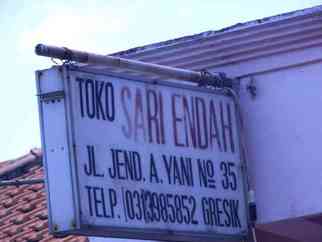 TOKO SARI ENDAH
JL. JEND. A. YANI № 35
TELP. (031)3985852 GRESIK